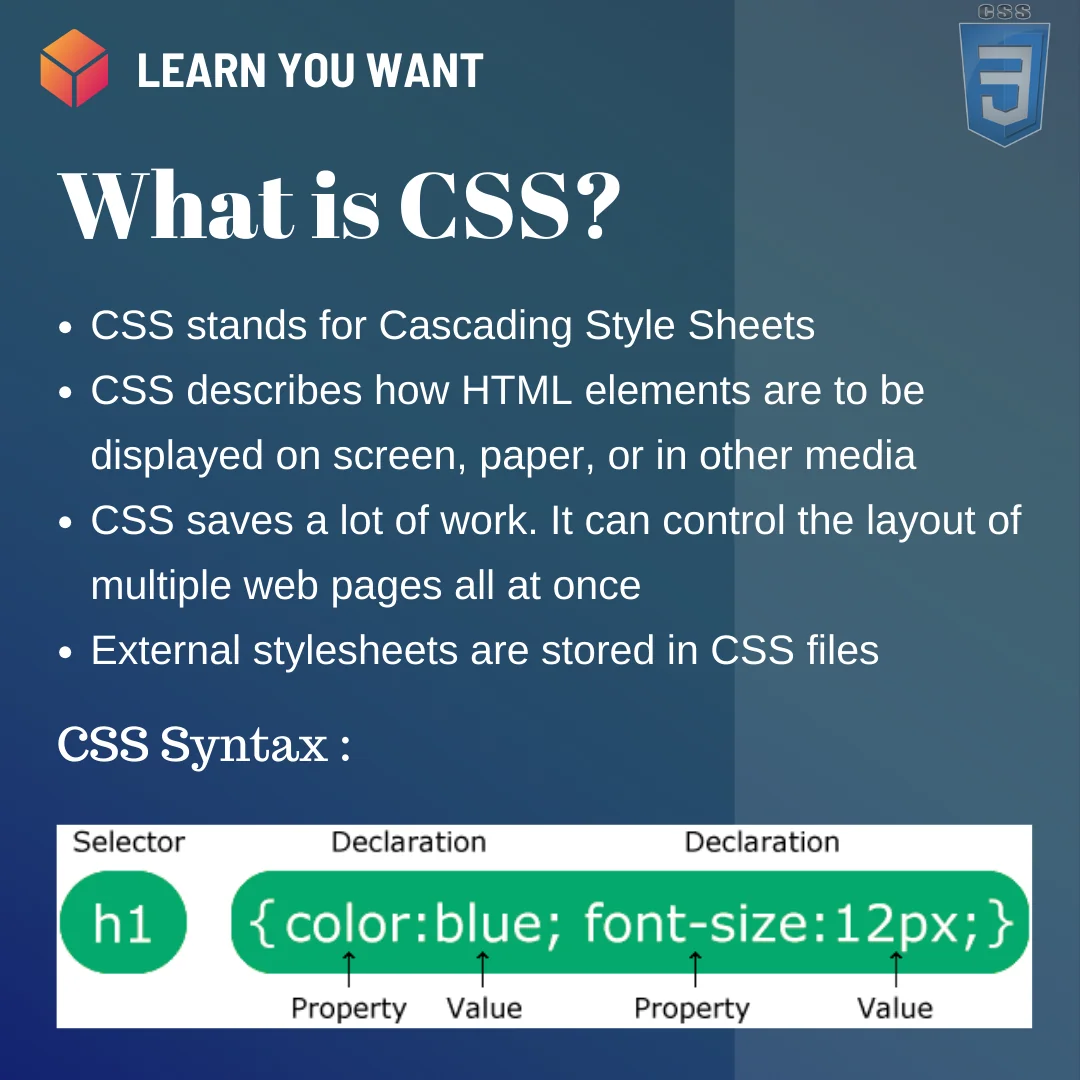 CSS
3
LEARN YOU WANT
What is CSS?
• CSS stands for Cascading Style Sheets
• CSS describes how HTML elements are to be
displayed on screen, paper, or in other media
• CSS saves a lot of work. It can control the layout of
multiple web pages all at once
• External stylesheets are stored in CSS files
CSS Syntax :
Selector Declaration Declaration
h1 {color:blue; font-size:12px;}
Property Value Property Value